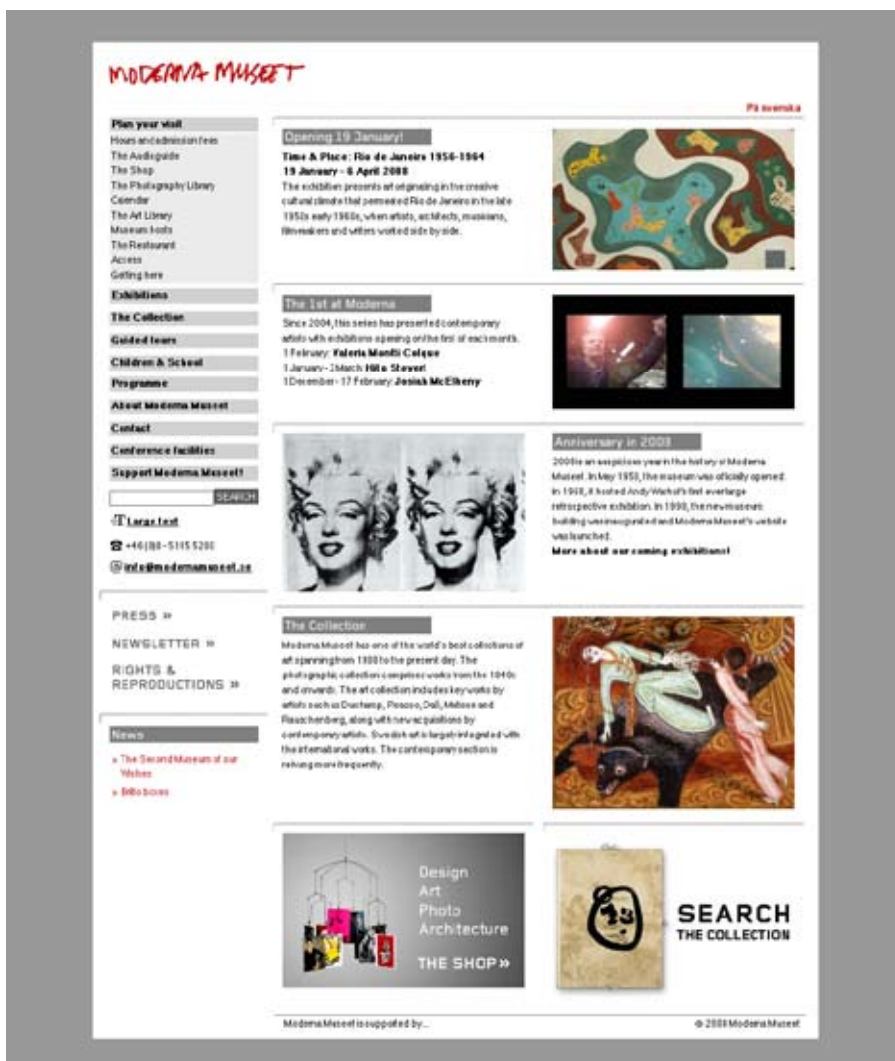 MODERNA MUSEET
På svenska
Plan your visit
Hours and admission fees
The Audioguide
The Shop
The Photography Library
Calendar
The Art Library
Museum hosts
The Restaurant
Access
Getting here
Exhibitions
The Collection
Guided tours
Children & School
Programme
About Moderna Museet
Contact
Conference facilities
Support Moderna Museet!
SEARCH
Large text
+46 (8)8 - 5195 5200
info@modernamuseet.se
PRESS »
NEWSLETTER »
RIGHTS &
REPRODUCTIONS »
News
» The Second Museum of our
Wishes
» Brillo boxes
Opening 19 January!
Time & Place: Rio de Janeiro 1956-1964
19 January - 6 April 2008
The exhibition presents art originating in the creative
cultural climate that permeated Rio de Janeiro in the late
1950s early 1960s, when artists, architects, musicians,
filmmakers and writers worked side by side.
The 1st at Moderna
Since 2004, this series has presented contemporary
artists with exhibitions opening on the first of each month.
1 February: Valeria Montti Colque
1 January - 2 March: Hito Steyerl
1 December - 17 February: Josiah McElheny
Anniversary in 2008
2008 is an auspicious year in the history of Moderna
Museet. In May 1958, the museum was officially opened.
In 1968, it hosted Andy Warhol's first ever large
retrospective exhibition. In 1998, the new museum
building was inaugurated and Moderna Museet's website
was launched.
More about our coming exhibitions!
The Collection
Moderna Museet has one of the world's best collections of
art spanning from 1900 to the present day. The
photographic collection comprises works from the 1840s
and onwards. The art collection includes key works by
artists such as Duchamp, Picasso, Dalí, Matisse and
Rauschenberg, along with new acquisitions by
contemporary artists. Swedish art is largely integrated with
the international works. The contemporary section is
rehung more frequently.
Design
Art
Photo
Architecture
THE SHOP »
SEARCH
THE COLLECTION
Moderna Museet is supported by...
© 2008 Moderna Museet